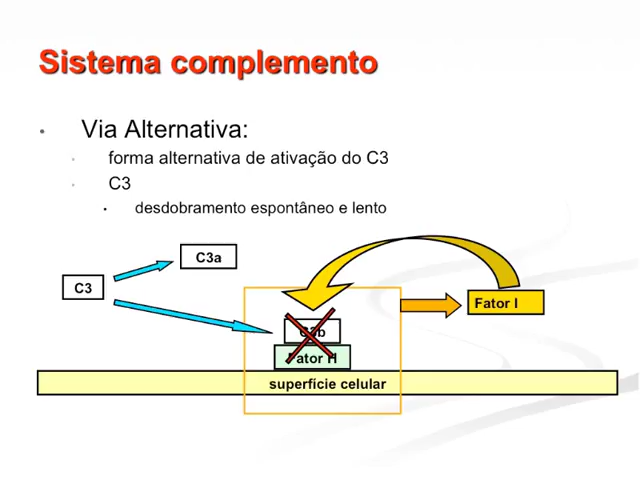 Sistema complemento
Via Alternativa:
forma alternativa de ativação do C3
C3
desdobramento espontâneo e lento
C3a
C3
Fator I
C3b
Fator H
superfície celular